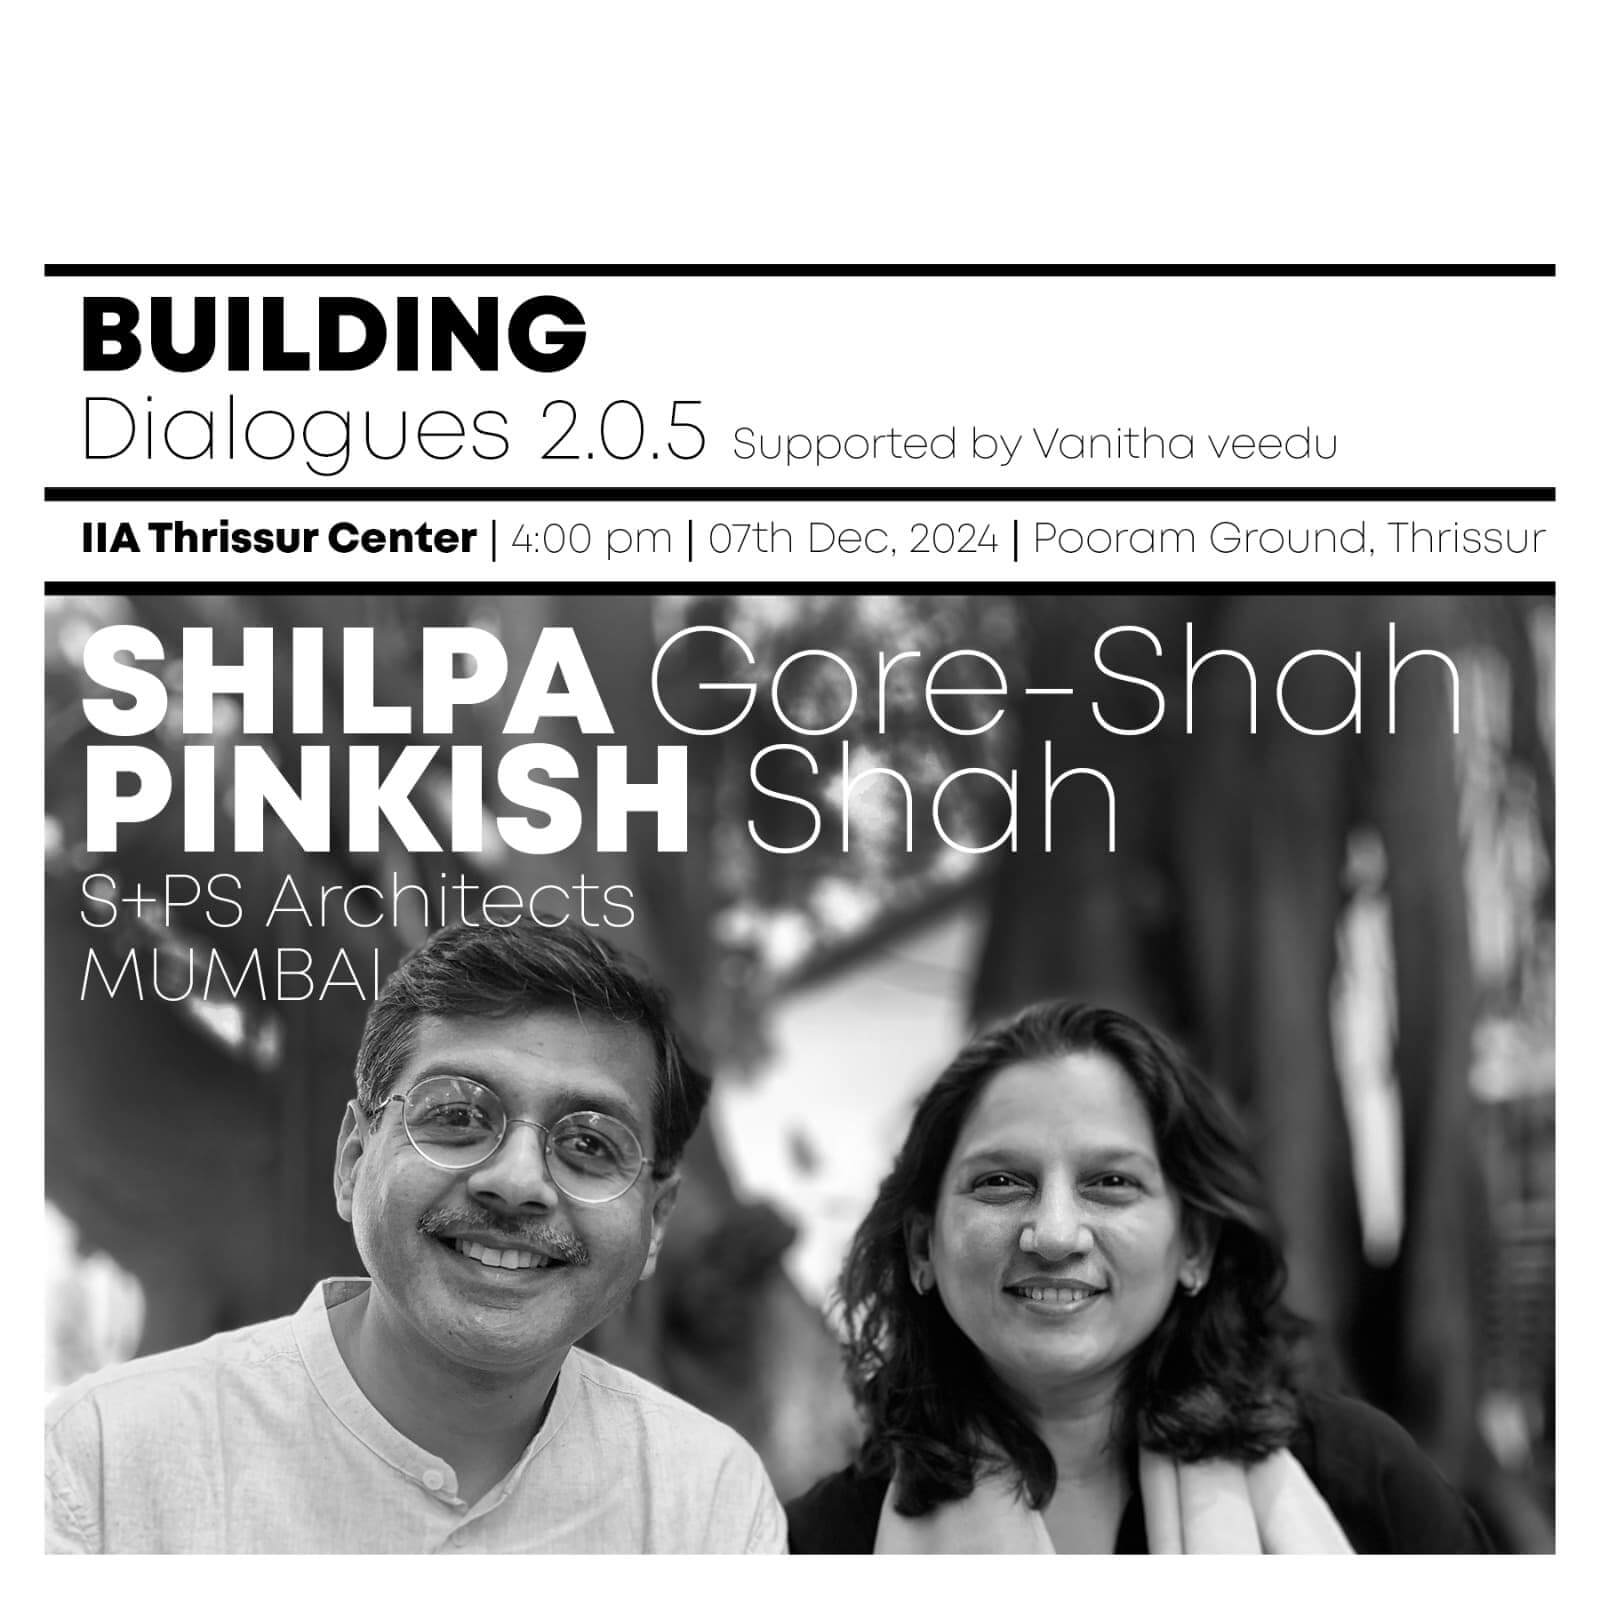 BUILDING
Dialogues 2.0.5 Supported by Vanitha veedu
IIA Thrissur Center | 4:00 pm | 07th Dec, 2024 | Pooram Ground, Thrissur
SHILPA Gore-Shah
PINKISH Shah
S+PS Architects
MUMBAI